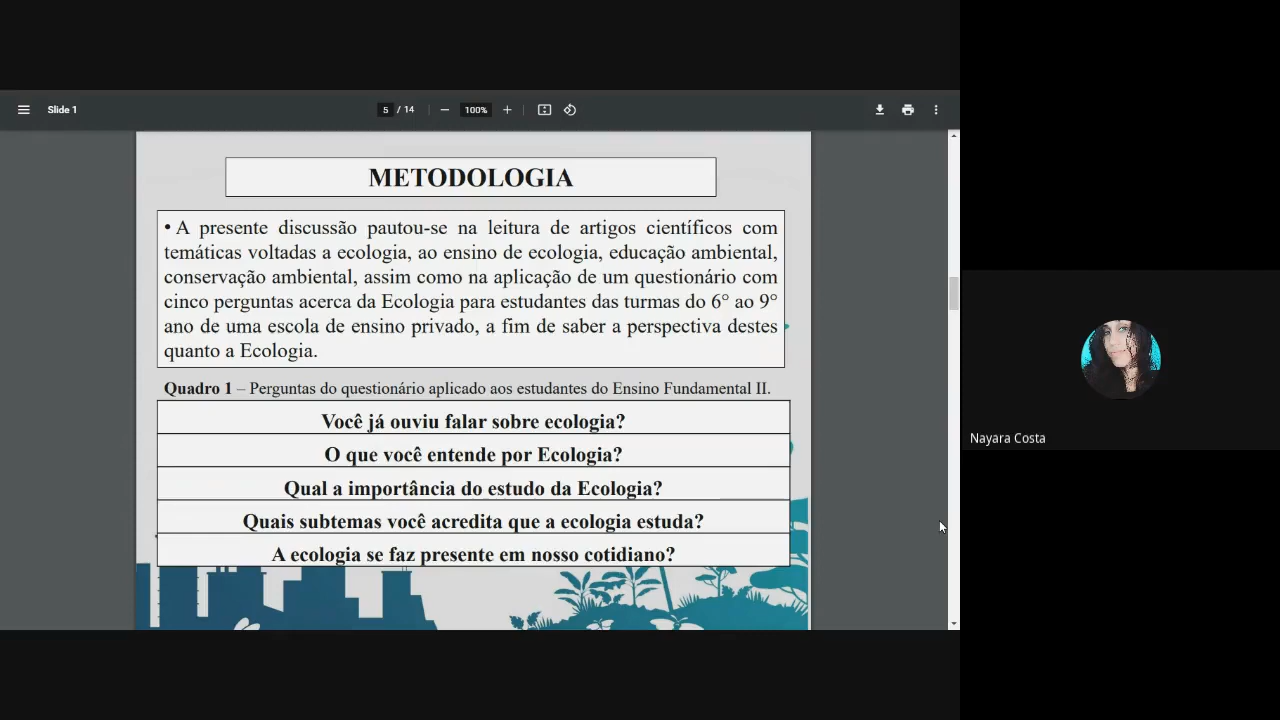 Slide 1
5 / 14
100%
METODOLOGIA
• A presente discussão pautou-se na leitura de artigos científicos com
temáticas voltadas a ecologia, ao ensino de ecologia, educação ambiental,
conservação ambiental, assim como na aplicação de um questionário com
cinco perguntas acerca da Ecologia para estudantes das turmas do 6° ao 9°
ano de uma escola de ensino privado, a fim de saber a perspectiva destes
quanto a Ecologia.
Quadro 1 – Perguntas do questionário aplicado aos estudantes do Ensino Fundamental II.
Você já ouviu falar sobre ecologia?
O que você entende por Ecologia?
Qual a importância do estudo da Ecologia?
Quais subtemas você acredita que a ecologia estuda?
A ecologia se faz presente em nosso cotidiano?
Nayara Costa